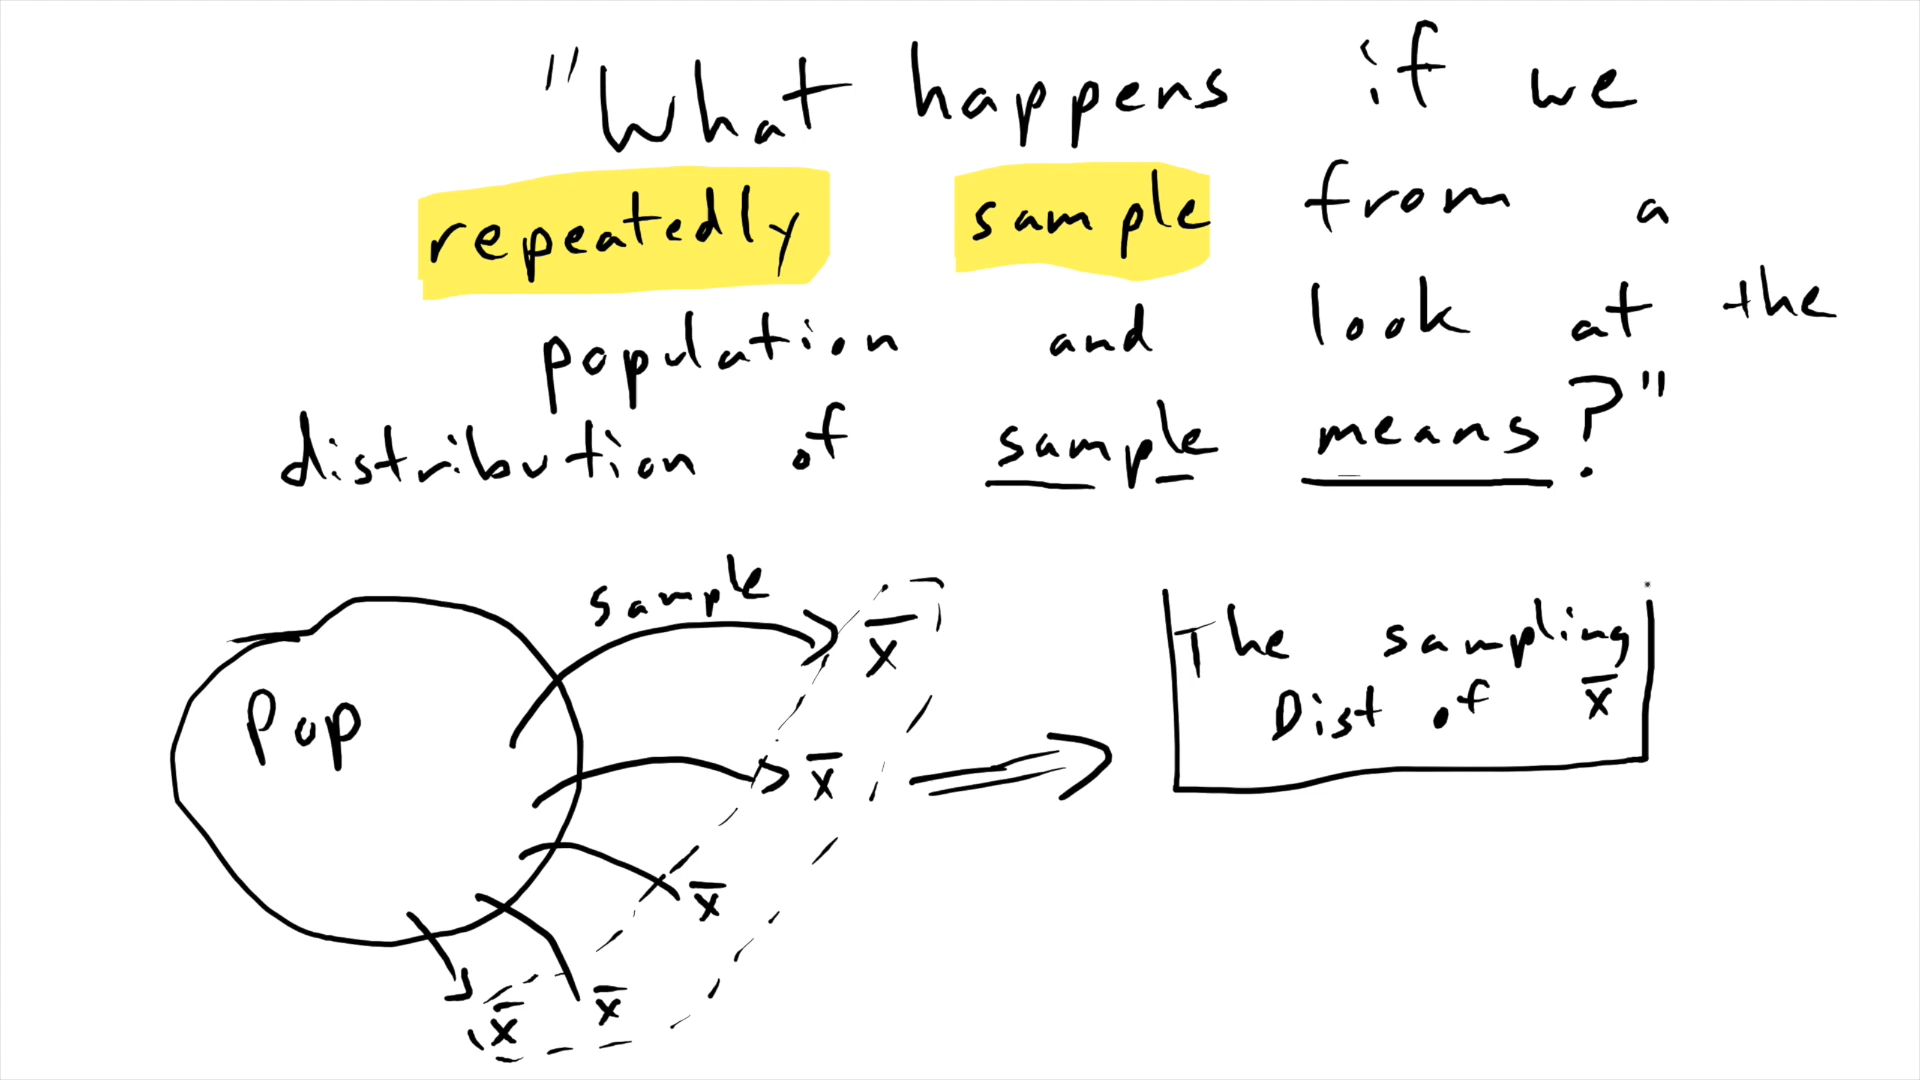 "What happens if we
repeatedly sample from a
population and look at the
distribution of sample means?"
sample
x̄
Pop
x̄
x̄
x̄
x̄
The sampling
Dist of x̄